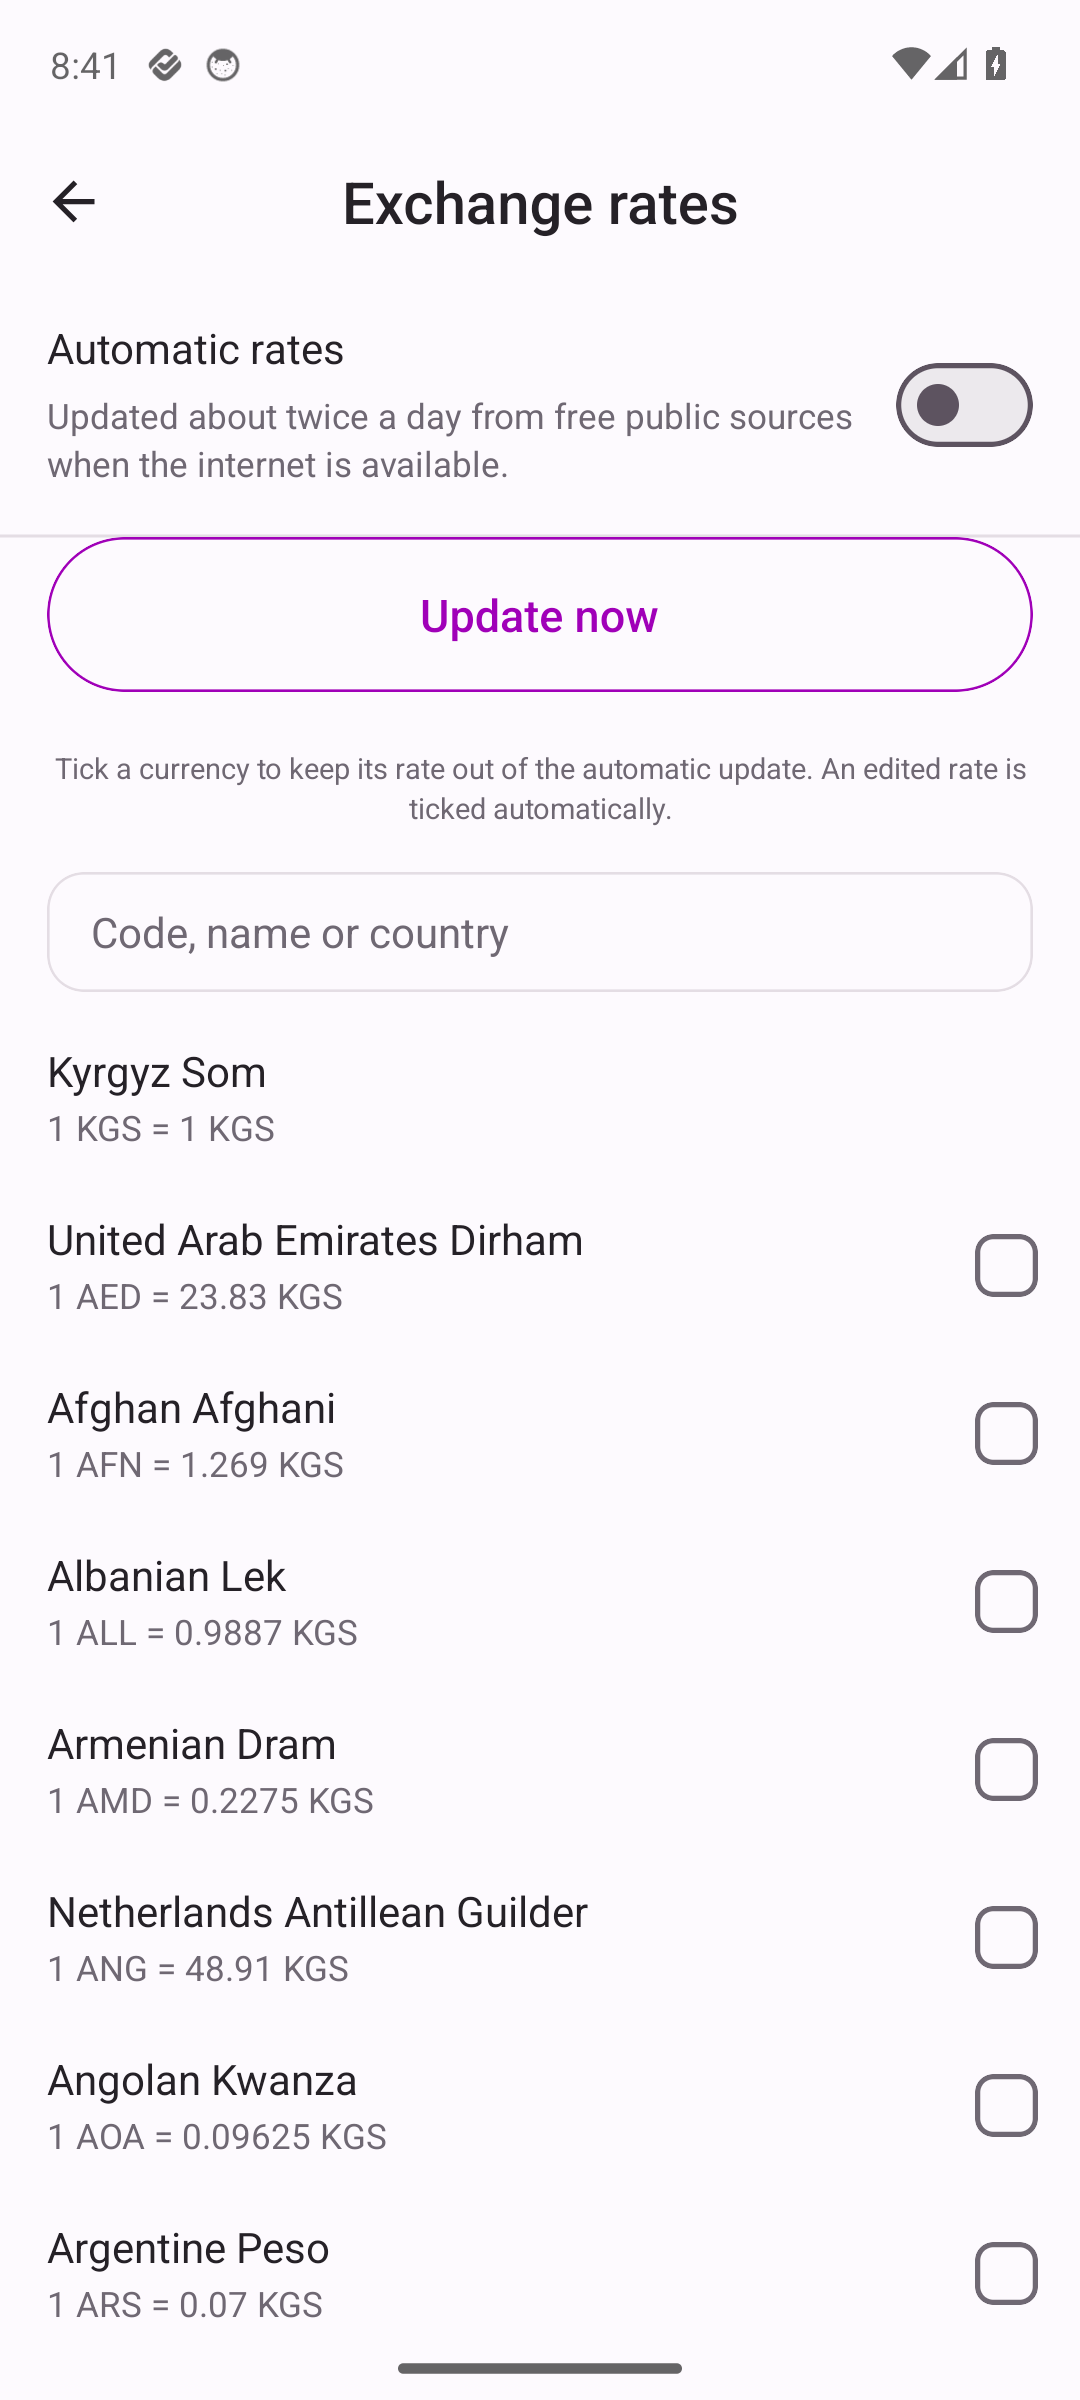 8:41
Exchange rates
Automatic rates
Updated about twice a day from free public sources
when the internet is available.
Update now
Tick a currency to keep its rate out of the automatic update. An edited rate is
ticked automatically.
Code, name or country
Kyrgyz Som
1 KGS = 1 KGS
United Arab Emirates Dirham
1 AED = 23.83 KGS
Afghan Afghani
1 AFN = 1.269 KGS
Albanian Lek
1 ALL = 0.9887 KGS
Armenian Dram
1 AMD = 0.2275 KGS
Netherlands Antillean Guilder
1 ANG = 48.91 KGS
Angolan Kwanza
1 AOA = 0.09625 KGS
Argentine Peso
1 ARS = 0.07 KGS